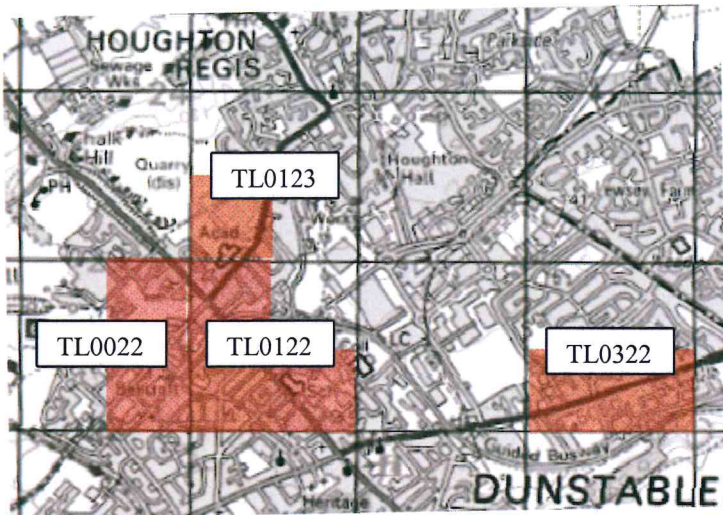 HOUGHTON
REGIS
Sewage
Wks
Parkside
Chalk
Hill
Quarry
(dis)
PH
Houghton
Hall
TL0123
Lewsey Farm
Acad
Works
TL0022
TL0122
LC
TL0322
Guided Busway
Heritage
DUNSTABLE